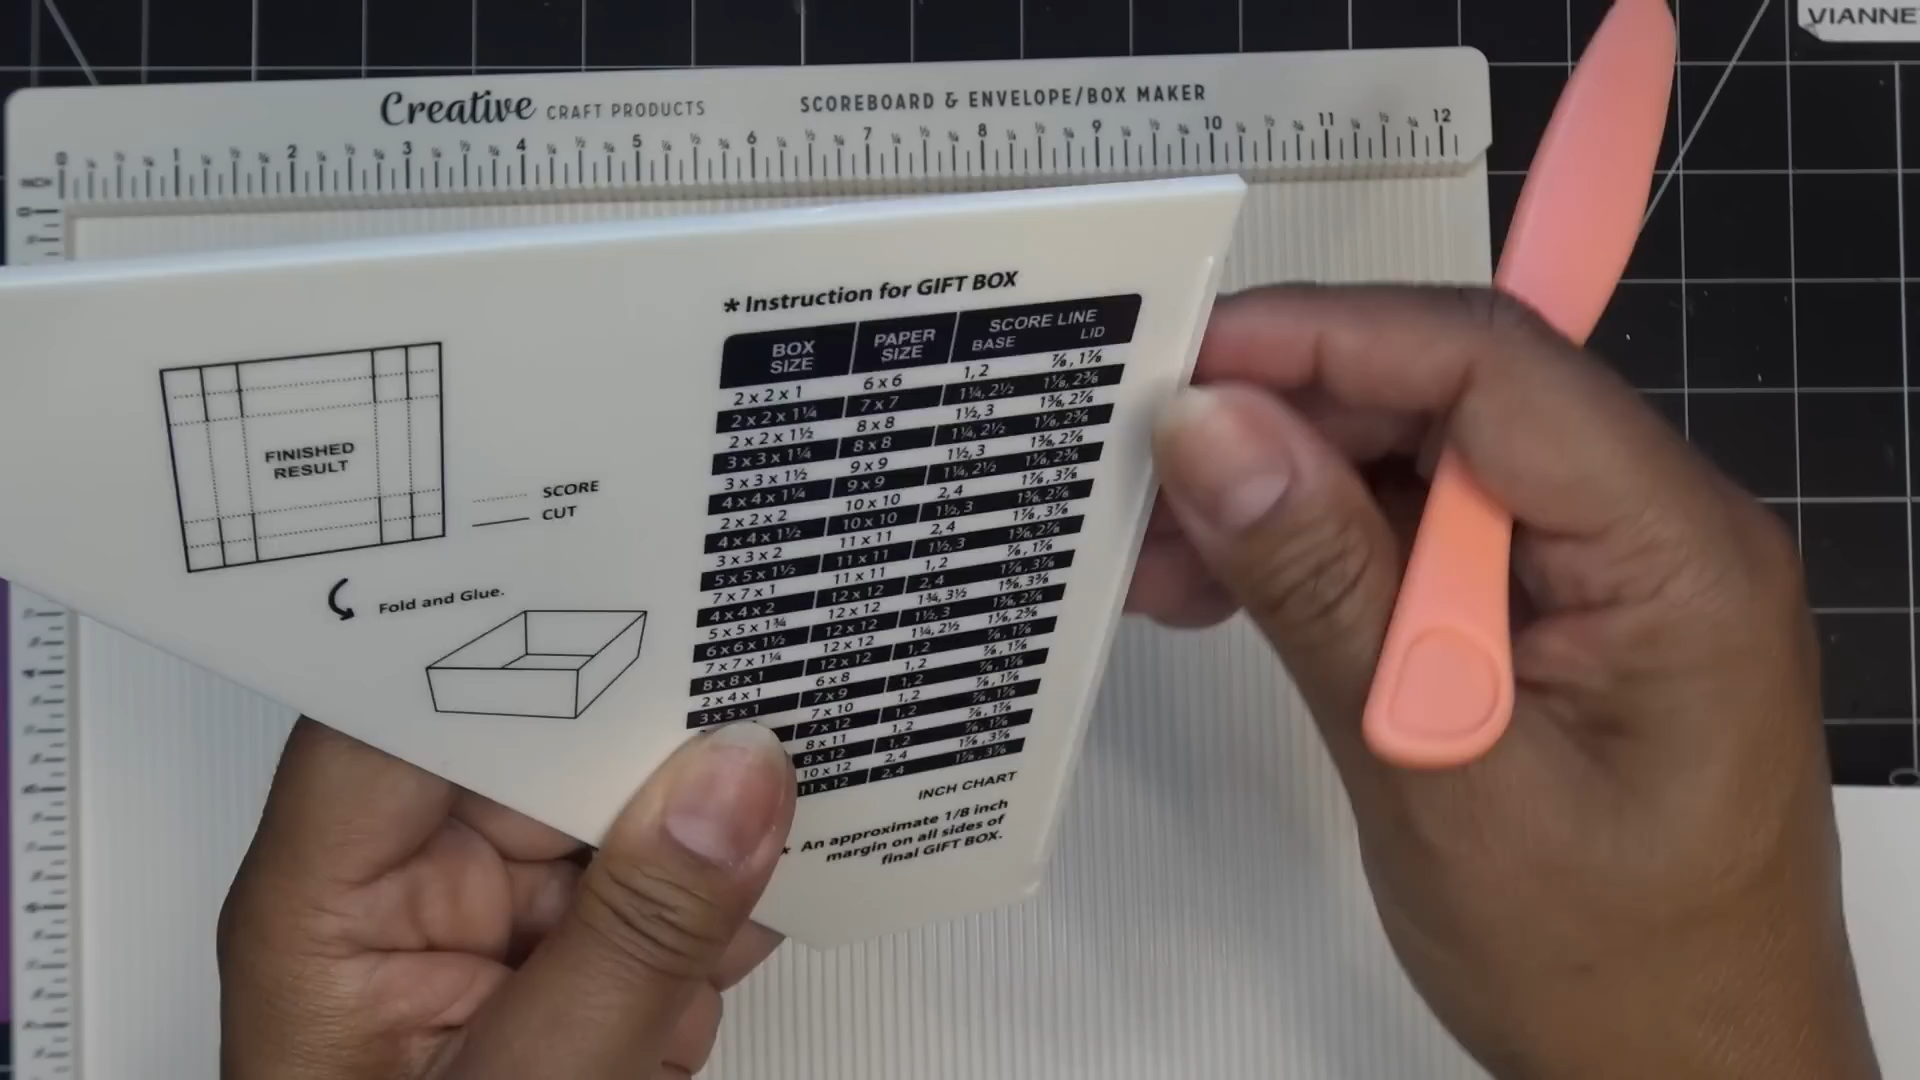 VIANNE
Creative CRAFT PRODUCTS
SCOREBOARD & ENVELOPE/BOX MAKER
INCH
0 1 2 3 4 5 6 7 8 9 10 11 12
* Instruction for GIFT BOX
BOX SIZE PAPER SIZE SCORE LINE
BASE LID
2 x 2 x 1 6 x 6 1, 2 ⅞, 1⅞
2 x 2 x 1¼ 7 x 7 1¼, 2½ 1⅛, 2⅜
2 x 2 x 1½ 8 x 8 1½, 3 1⅜, 2⅞
3 x 3 x 1¼ 8 x 8 1¼, 2½ 1⅛, 2⅜
3 x 3 x 1½ 9 x 9 1½, 3 1⅜, 2⅞
4 x 4 x 1¼ 9 x 9 1¼, 2½ 1⅛, 2⅜
2 x 2 x 2 10 x 10 2, 4 1⅞, 3⅞
4 x 4 x 1½ 10 x 10 1½, 3 1⅜, 2⅞
3 x 3 x 2 11 x 11 2, 4 1⅞, 3⅞
5 x 5 x 1½ 11 x 11 1½, 3 1⅜, 2⅞
7 x 7 x 1 11 x 11 1, 2 ⅞, 1⅞
4 x 4 x 2 12 x 12 2, 4 1⅞, 3⅞
5 x 5 x 1¾ 12 x 12 1¾, 3½ 1⅝, 3⅜
6 x 6 x 1½ 12 x 12 1½, 3 1⅜, 2⅞
7 x 7 x 1¼ 12 x 12 1¼, 2½ 1⅛, 2⅜
8 x 8 x 1 12 x 12 1, 2 ⅞, 1⅞
2 x 4 x 1 6 x 8 1, 2 ⅞, 1⅞
3 x 5 x 1 7 x 9 1, 2 ⅞, 1⅞
7 x 10 1, 2 ⅞, 1⅞
7 x 12 1, 2 ⅞, 1⅞
8 x 11 1, 2 ⅞, 1⅞
8 x 12 1, 2 ⅞, 1⅞
10 x 12 2, 4 1⅞, 3⅞
11 x 12 2, 4 1⅞, 3⅞
INCH CHART
* An approximate 1/8 inch
margin on all sides of
final GIFT BOX.
FINISHED
RESULT
SCORE
CUT
Fold and Glue.